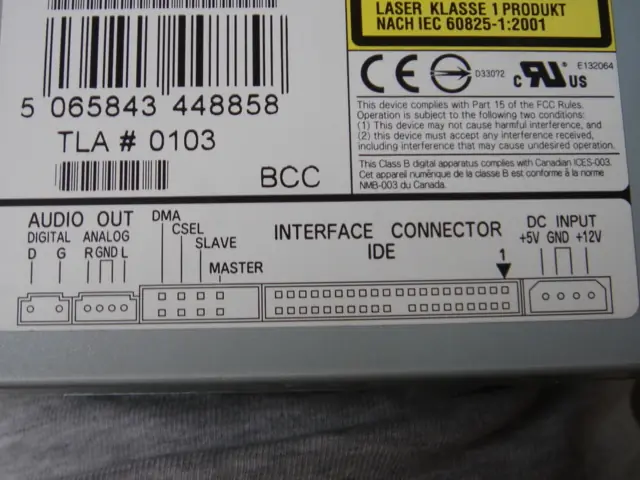 LASER KLASSE 1 PRODUKT
NACH IEC 60825-1:2001
5 065843 448858
TLA # 0103
BCC
CE
D33072
c UR US
E132064
This device complies with Part 15 of the FCC Rules.
Operation is subject to the following two conditions:
(1) This device may not cause harmful interference, and
(2) this device must accept any interference received,
including interference that may cause undesired operation.
This Class B digital apparatus complies with Canadian ICES-003.
Cet appareil numérique de la classe B est conforme à la norme
NMB-003 du Canada.
AUDIO OUT
DIGITAL ANALOG
D G R GND L
DMA
CSEL
SLAVE
MASTER
INTERFACE CONNECTOR
IDE
1
DC INPUT
+5V GND +12V